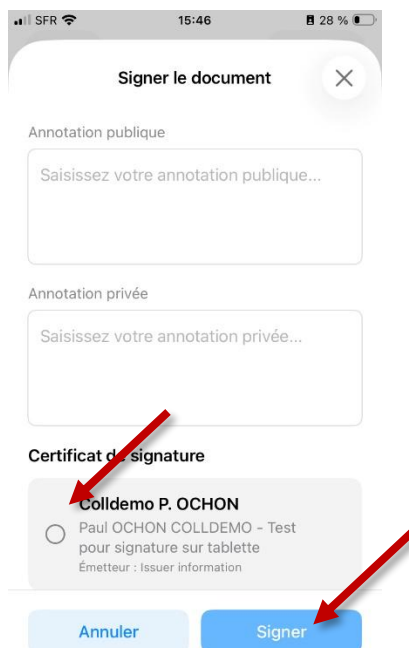 SFR 15:46 28 %
Signer le document
Annotation publique
Saisissez votre annotation publique...
Annotation privée
Saisissez votre annotation privée...
Certificat de signature
Colldemo P. OCHON
Paul OCHON COLLDEMO - Test
pour signature sur tablette
Émetteur : Issuer information
Annuler Signer